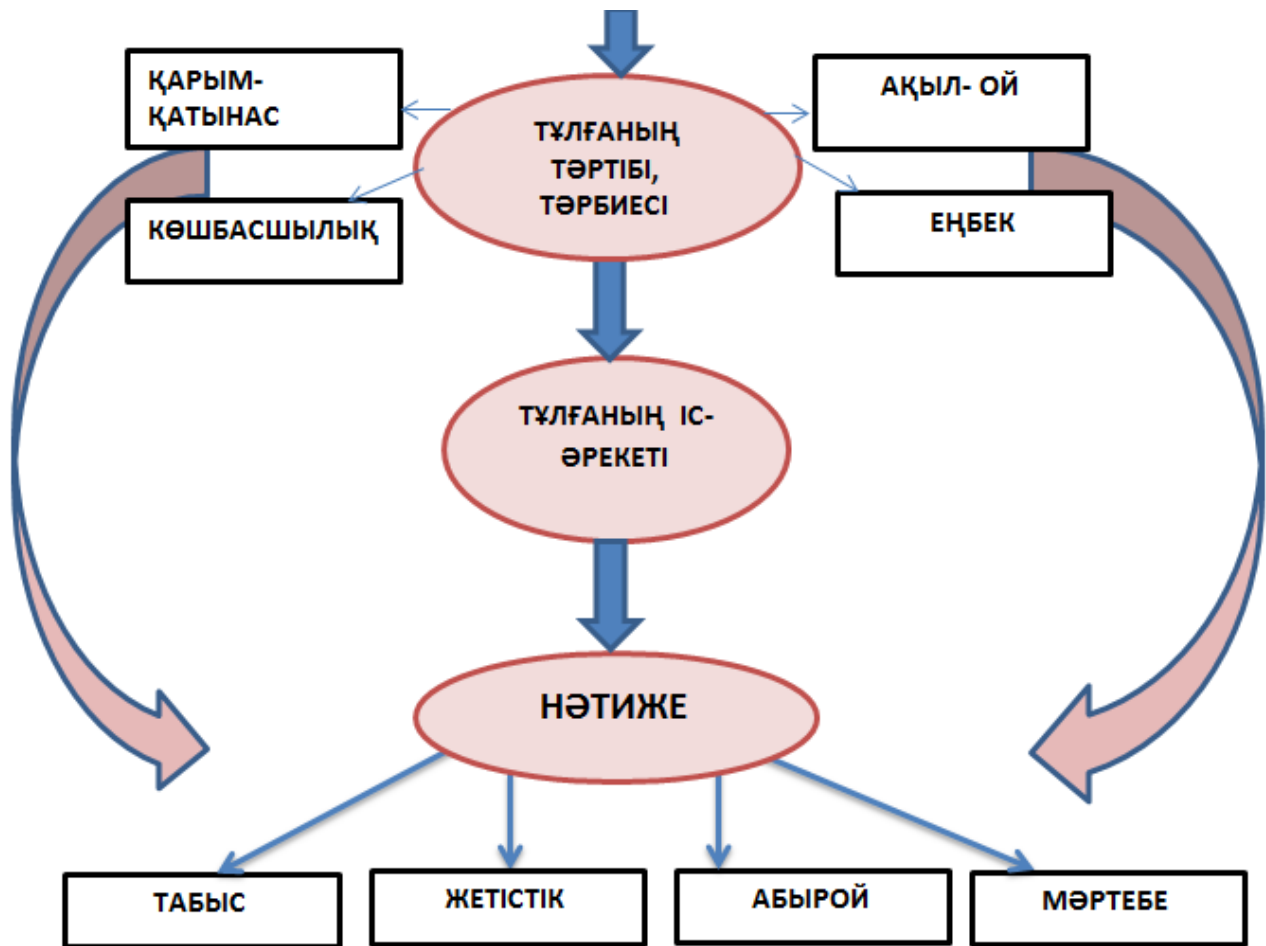 ҚАРЫМ-
ҚАТЫНАС
АҚЫЛ- ОЙ
ТҰЛҒАНЫҢ
ТӘРТІБІ,
ТӘРБИЕСІ
КӨШБАСШЫЛЫҚ
ЕҢБЕК
ТҰЛҒАНЫҢ ІС-
ӘРЕКЕТІ
НӘТИЖЕ
ТАБЫС
ЖЕТІСТІК
АБЫРОЙ
МӘРТЕБЕ